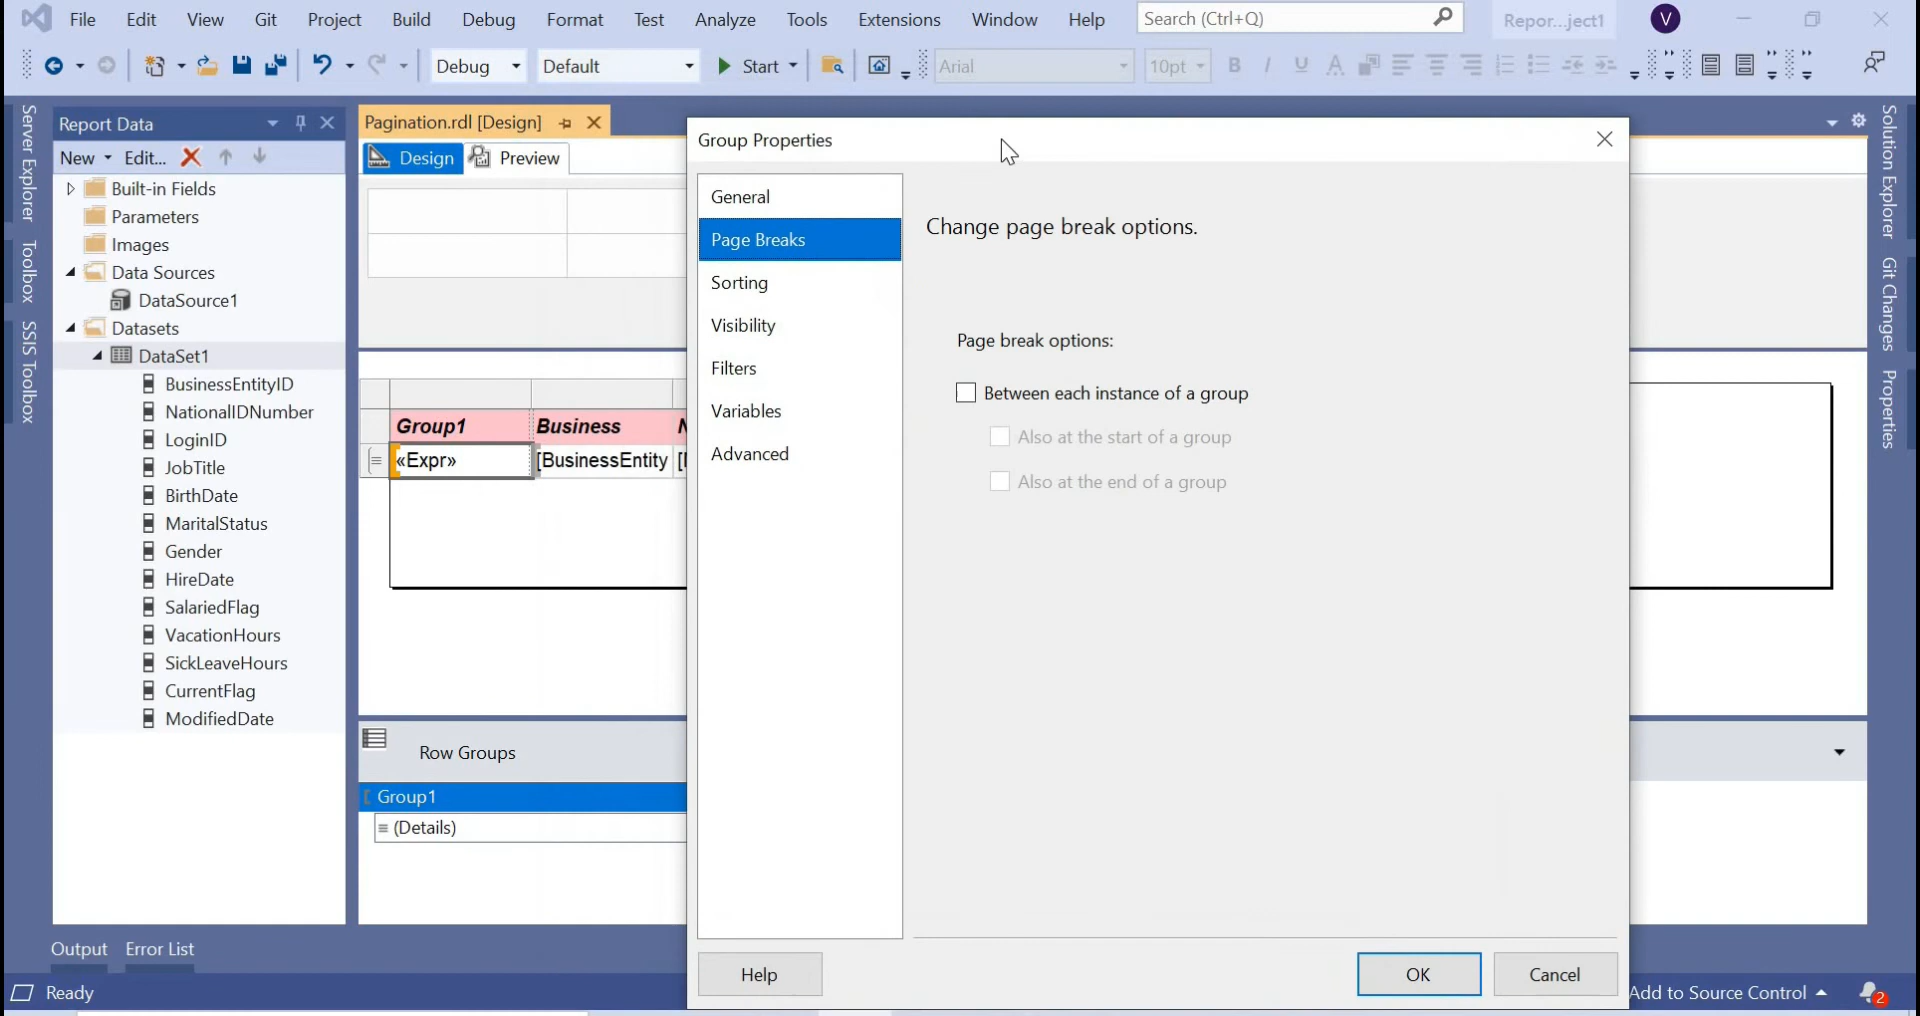 File Edit View Git Project Build Debug Format Test Analyze Tools Extensions Window Help Search (Ctrl+Q) Repor...ject1 V
Debug Default Start Arial 10pt B I U A
Server Explorer
Toolbox
SSIS Toolbox
Report Data
New Edit...
Built-in Fields
Parameters
Images
Data Sources
DataSource1
Datasets
DataSet1
BusinessEntityID
NationalIDNumber
LoginID
JobTitle
BirthDate
MaritalStatus
Gender
HireDate
SalariedFlag
VacationHours
SickLeaveHours
CurrentFlag
ModifiedDate
Pagination.rdl [Design]
Design Preview
Group1 Business
«Expr» [BusinessEntity
Row Groups
Group1
(Details)
Group Properties
General
Page Breaks
Sorting
Visibility
Filters
Variables
Advanced
Change page break options.
Page break options:
Between each instance of a group
Also at the start of a group
Also at the end of a group
Help OK Cancel
Solution Explorer
Git Changes
Properties
Output Error List
Ready Add to Source Control 2